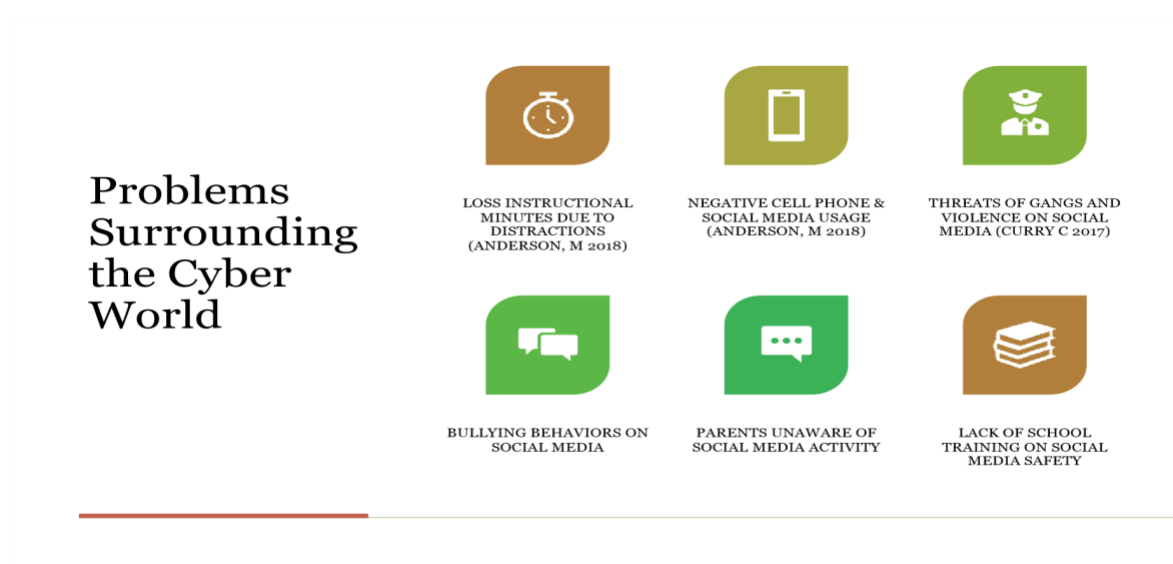 Problems
Surrounding
the Cyber
World
LOSS INSTRUCTIONAL
MINUTES DUE TO
DISTRACTIONS
(ANDERSON, M 2018)
NEGATIVE CELL PHONE &
SOCIAL MEDIA USAGE
(ANDERSON, M 2018)
THREATS OF GANGS AND
VIOLENCE ON SOCIAL
MEDIA (CURRY C 2017)
BULLYING BEHAVIORS ON
SOCIAL MEDIA
PARENTS UNAWARE OF
SOCIAL MEDIA ACTIVITY
LACK OF SCHOOL
TRAINING ON SOCIAL
MEDIA SAFETY